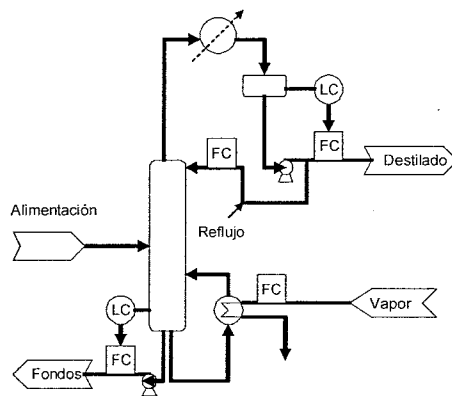 LC
FC
FC
Destilado
Alimentación
Reflujo
FC
LC
Vapor
FC
Fondos